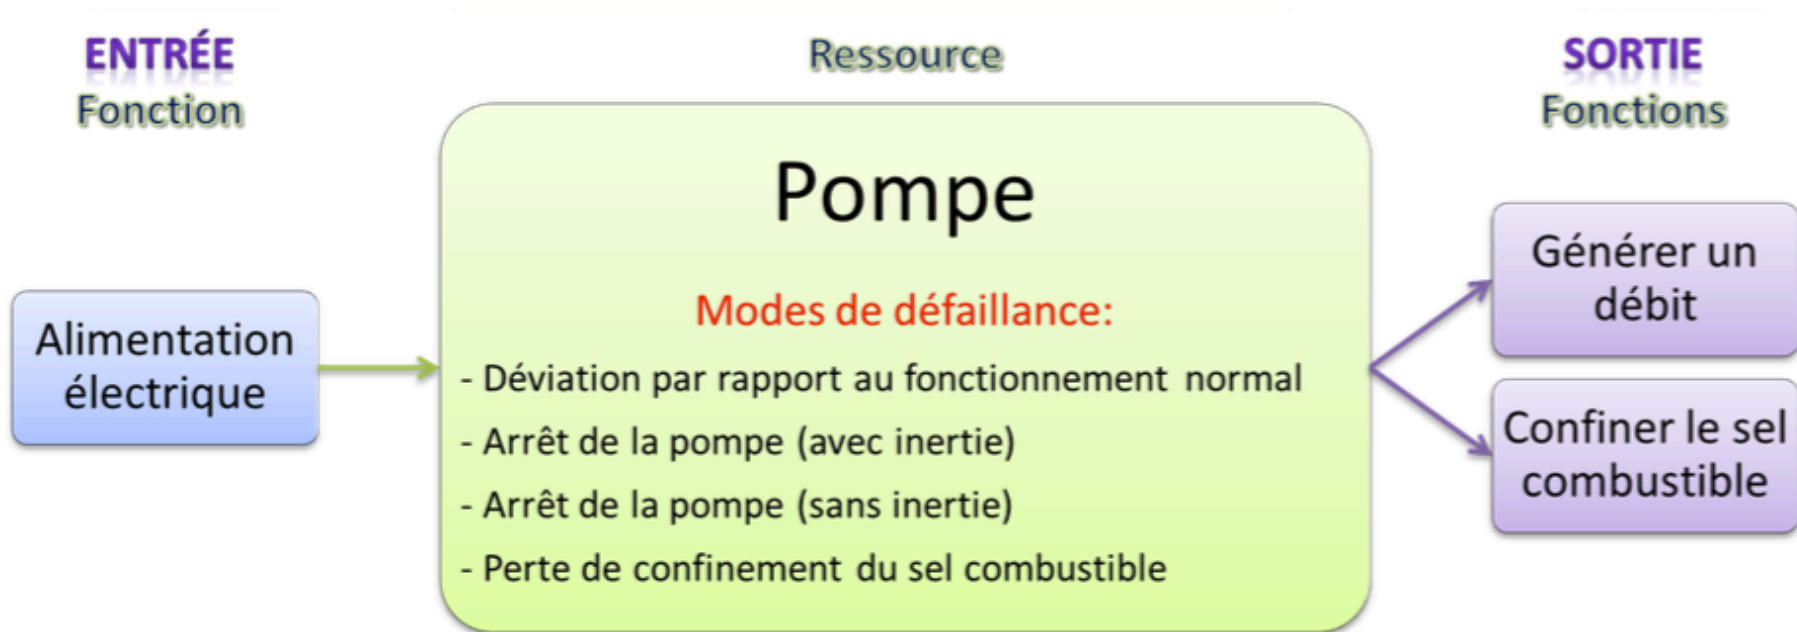 ENTRÉE
Fonction
Ressource
SORTIE
Fonctions
Alimentation
électrique
Pompe
Modes de défaillance:
- Déviation par rapport au fonctionnement normal
- Arrêt de la pompe (avec inertie)
- Arrêt de la pompe (sans inertie)
- Perte de confinement du sel combustible
Générer un
débit
Confiner le sel
combustible